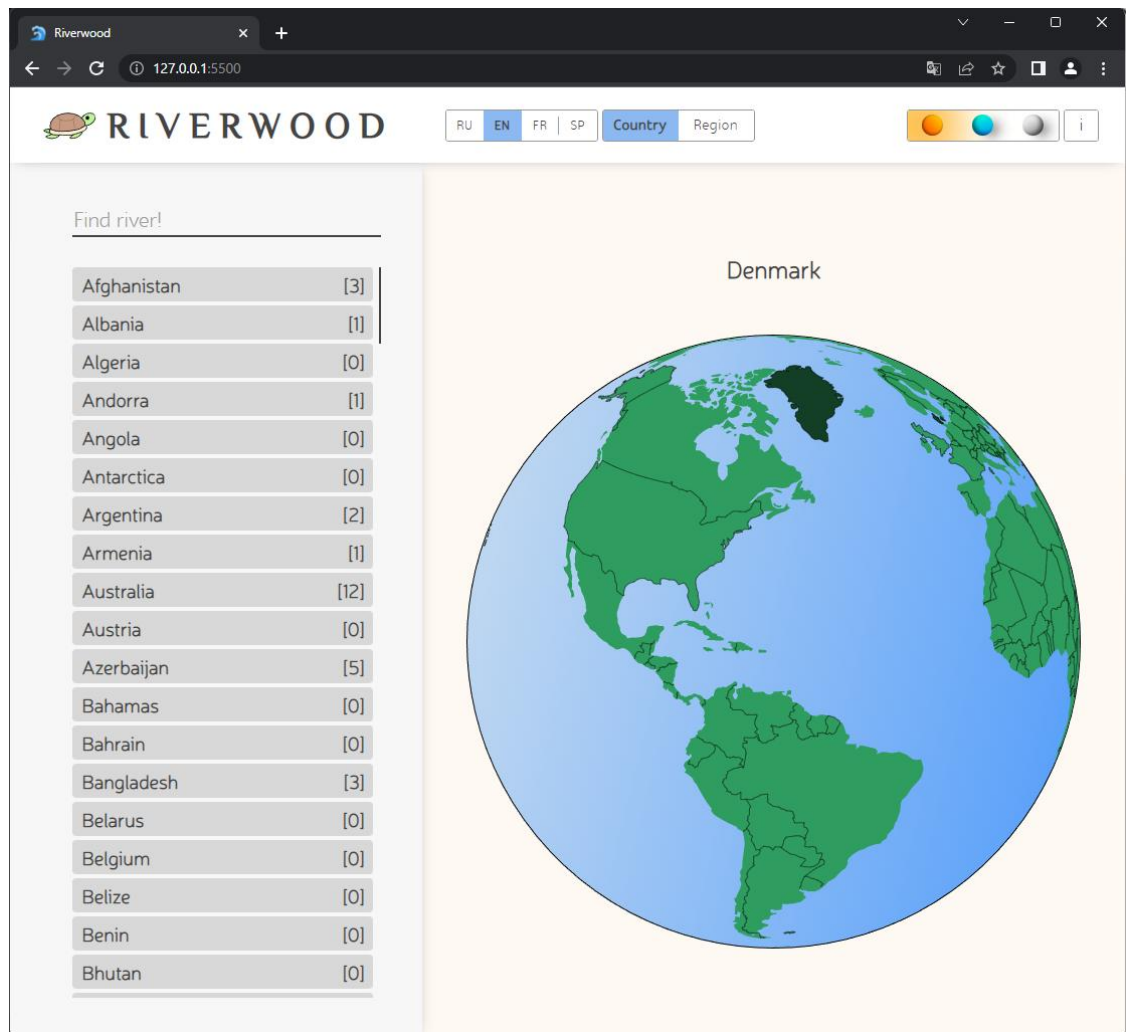 Riverwood
127.0.0.1:5500
RIVERWOOD
RU EN FR SP Country Region i
Find river!
Denmark
Afghanistan [3]
Albania [1]
Algeria [0]
Andorra [1]
Angola [0]
Antarctica [0]
Argentina [2]
Armenia [1]
Australia [12]
Austria [0]
Azerbaijan [5]
Bahamas [0]
Bahrain [0]
Bangladesh [3]
Belarus [0]
Belgium [0]
Belize [0]
Benin [0]
Bhutan [0]